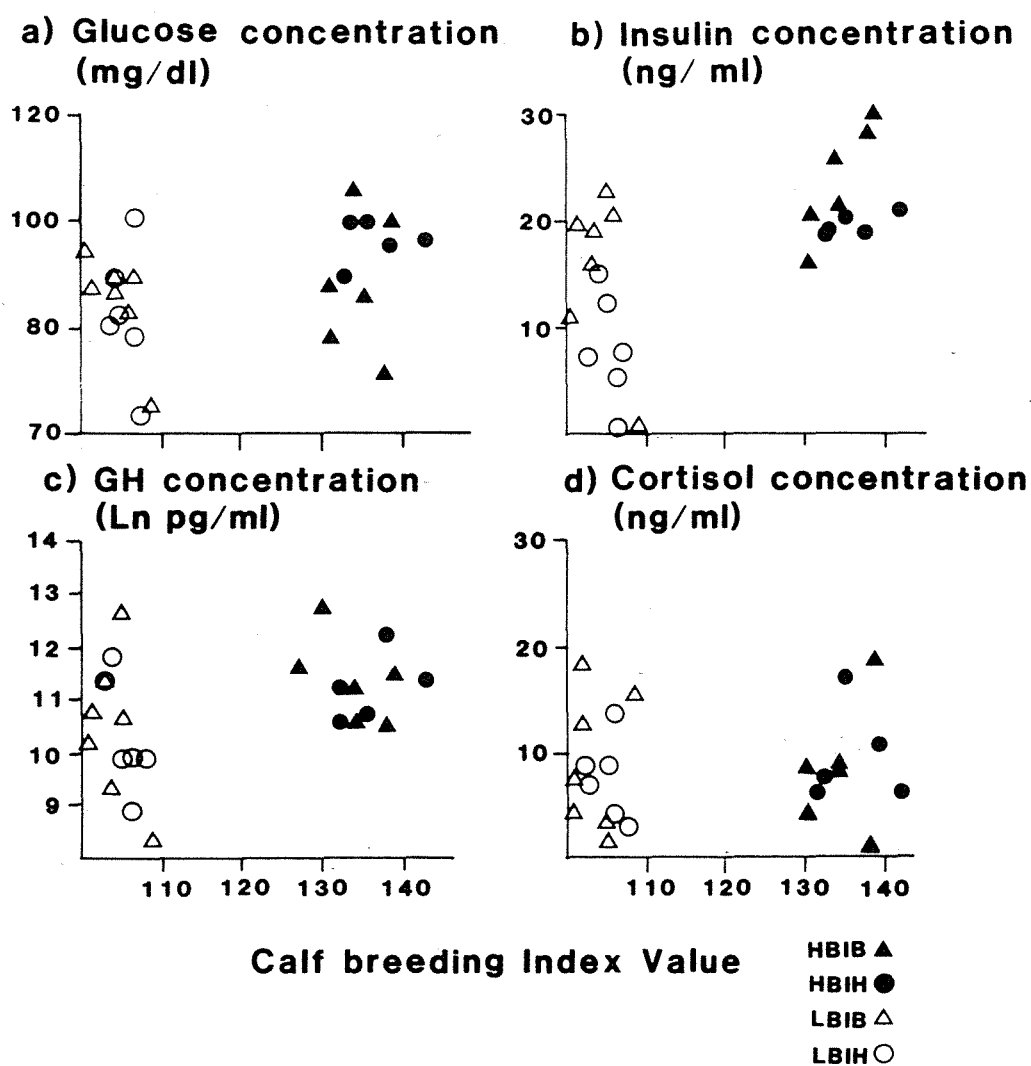 a) Glucose concentration
(mg/dl)
120
100
80
70
b) Insulin concentration
(ng/ ml)
30
20
10
c) GH concentration
(Ln pg/ml)
14
13
12
11
10
9
110 120 130 140
d) Cortisol concentration
(ng/ml)
30
20
10
110 120 130 140
Calf breeding Index Value
HBIB
HBIH
LBIB
LBIH